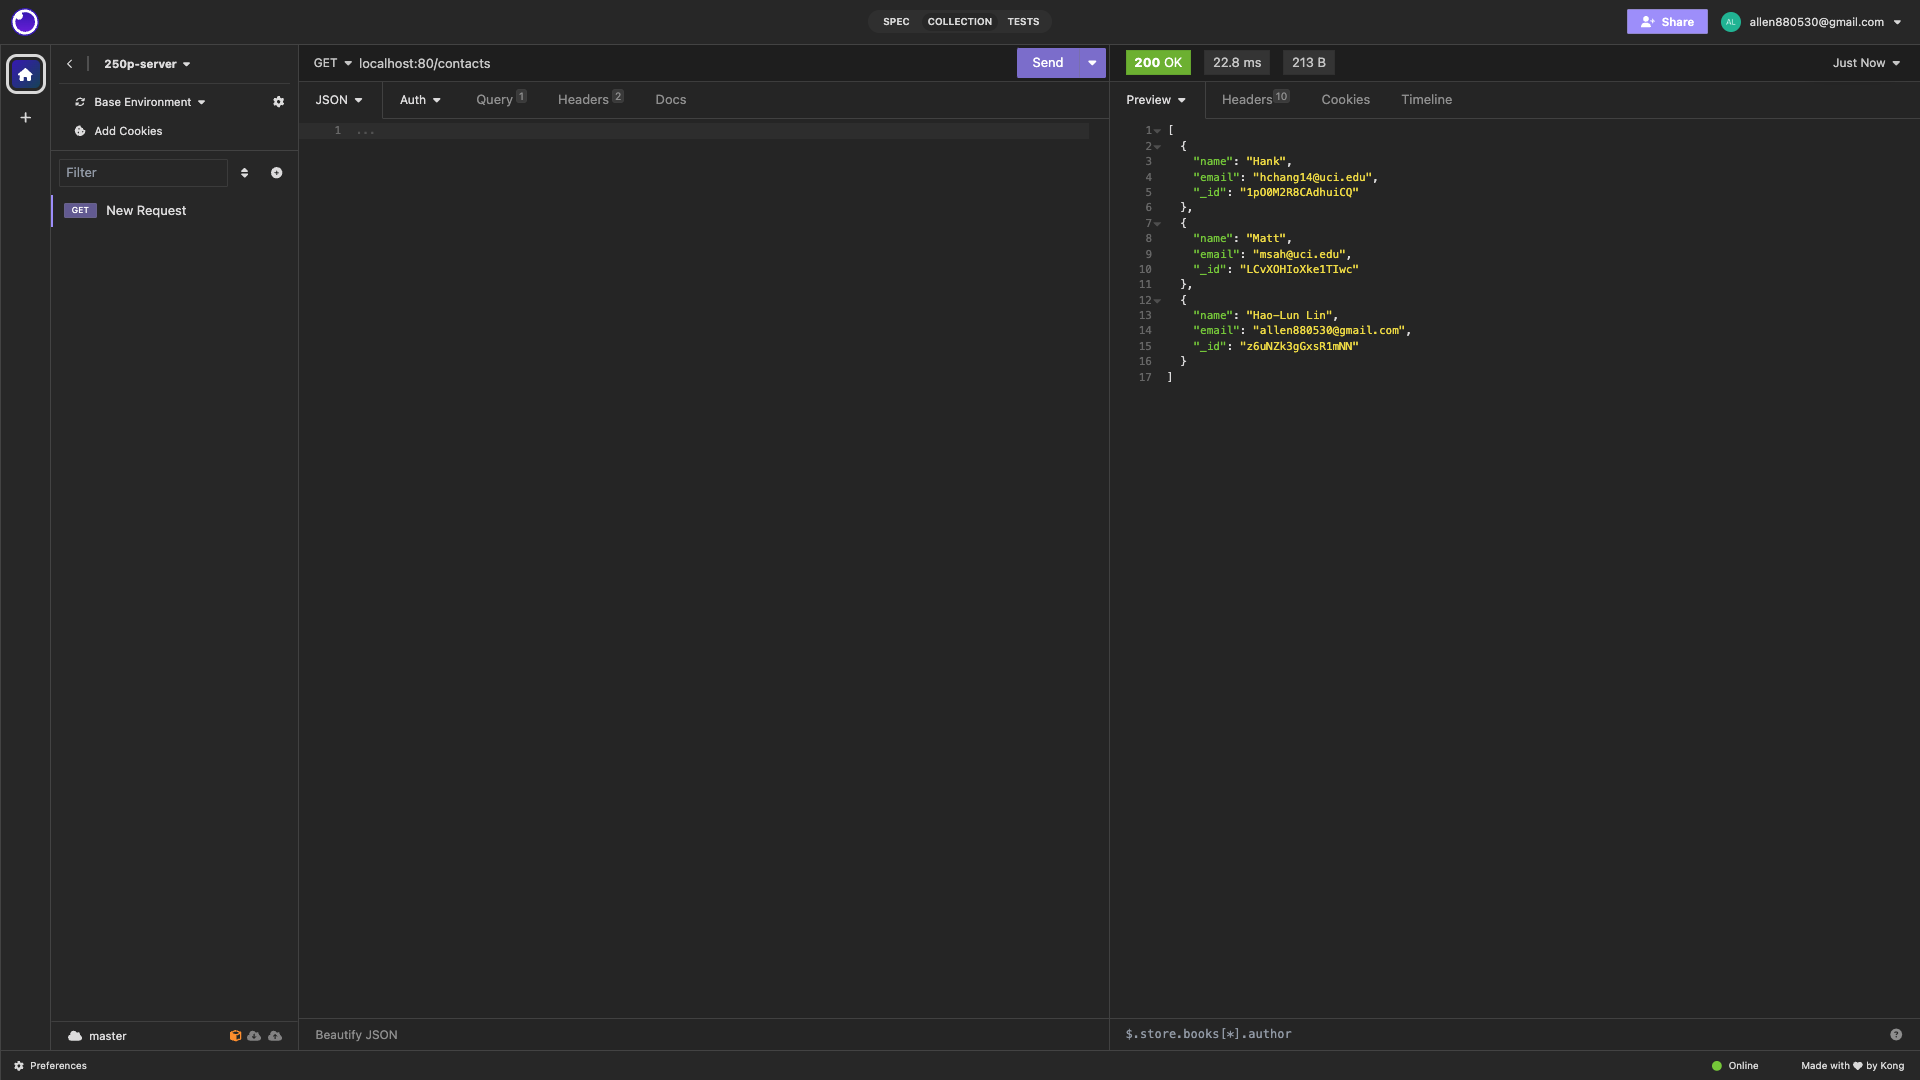 SPEC COLLECTION TESTS
Share
AL allen880530@gmail.com
250p-server
Base Environment
Add Cookies
Filter
GET New Request
master
GET localhost:80/contacts
Send
JSON Auth Query 1 Headers 2 Docs
1 ...
Beautify JSON
200 OK 22.8 ms 213 B Just Now
Preview Headers 10 Cookies Timeline
1 [
2 {
3 "name": "Hank",
4 "email": "hchang14@uci.edu",
5 "_id": "1pO0M2R8CAdhuiCQ"
6 },
7 {
8 "name": "Matt",
9 "email": "msah@uci.edu",
10 "_id": "LCvXOHIoXke1TIwc"
11 },
12 {
13 "name": "Hao-Lun Lin",
14 "email": "allen880530@gmail.com",
15 "_id": "z6uNZk3gGxsR1mNN"
16 }
17 ]
$.store.books[*].author
Preferences
Online
Made with ♥ by Kong